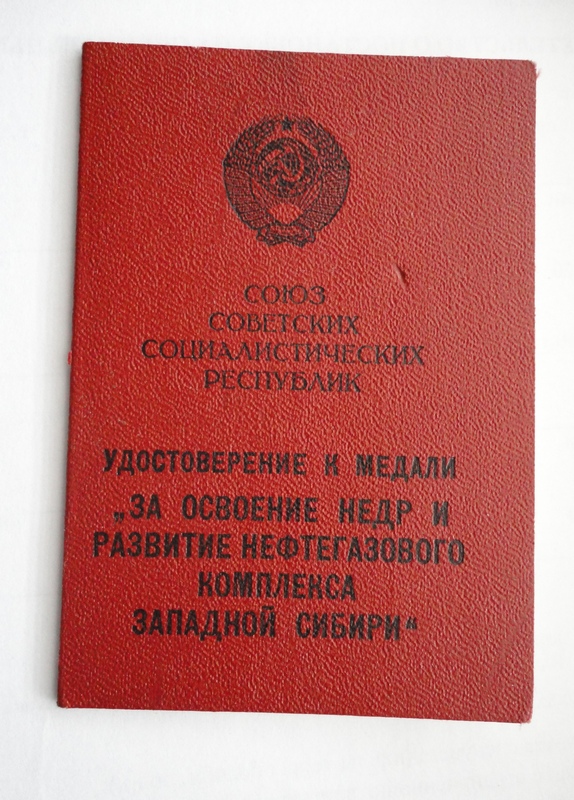 СОЮЗ
СОВЕТСКИХ
СОЦИАЛИСТИЧЕСКИХ
РЕСПУБЛИК
УДОСТОВЕРЕНИЕ К МЕДАЛИ
„ЗА ОСВОЕНИЕ НЕДР И
РАЗВИТИЕ НЕФТЕГАЗОВОГО
КОМПЛЕКСА
ЗАПАДНОЙ СИБИРИ“